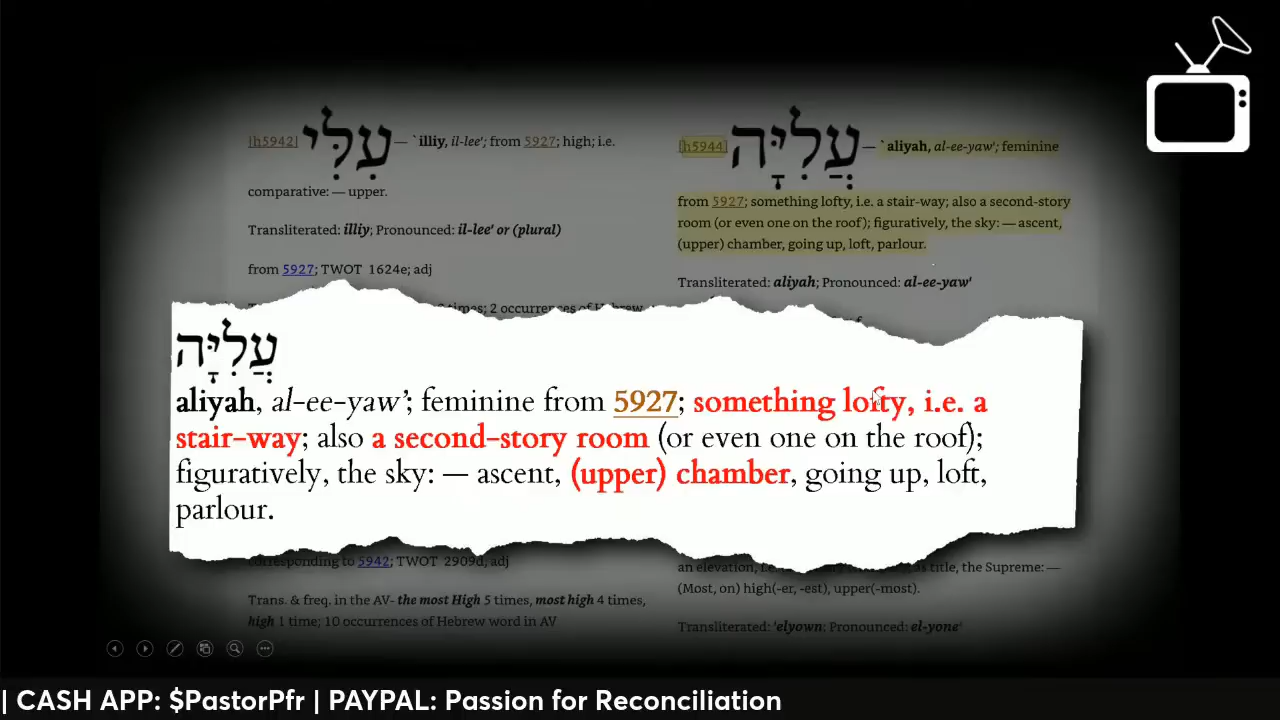 [h5942] עִלִּי — `illiy, il-lee'; from 5927; high; i.e.
comparative: — upper.
Transliterated: illiy; Pronounced: il-lee' or (plural)
from 5927; TWOT 1624e; adj
times; 2 occurrences of Hebrew
[h5944] עֲלִיָּה — `aliyah, al-ee-yaw'; feminine
from 5927; something lofty, i.e. a stair-way; also a second-story
room (or even one on the roof); figuratively, the sky: — ascent,
(upper) chamber, going up, loft, parlour.
Transliterated: aliyah; Pronounced: al-ee-yaw'
עֲלִיָּה
aliyah, al-ee-yaw'; feminine from 5927; something lofty, i.e. a
stair-way; also a second-story room (or even one on the roof);
figuratively, the sky: — ascent, (upper) chamber, going up, loft,
parlour.
corresponding to 5942; TWOT 2909d; adj
Trans. & freq. in the AV- the most High 5 times, most high 4 times,
high 1 time; 10 occurrences of Hebrew word in AV
an elevation, title, the Supreme: —
(Most, on) high(-er, -est), upper(-most).
Transliterated: 'elyown; Pronounced: el-yone'
| CASH APP: $PastorPfr | PAYPAL: Passion for Reconciliation